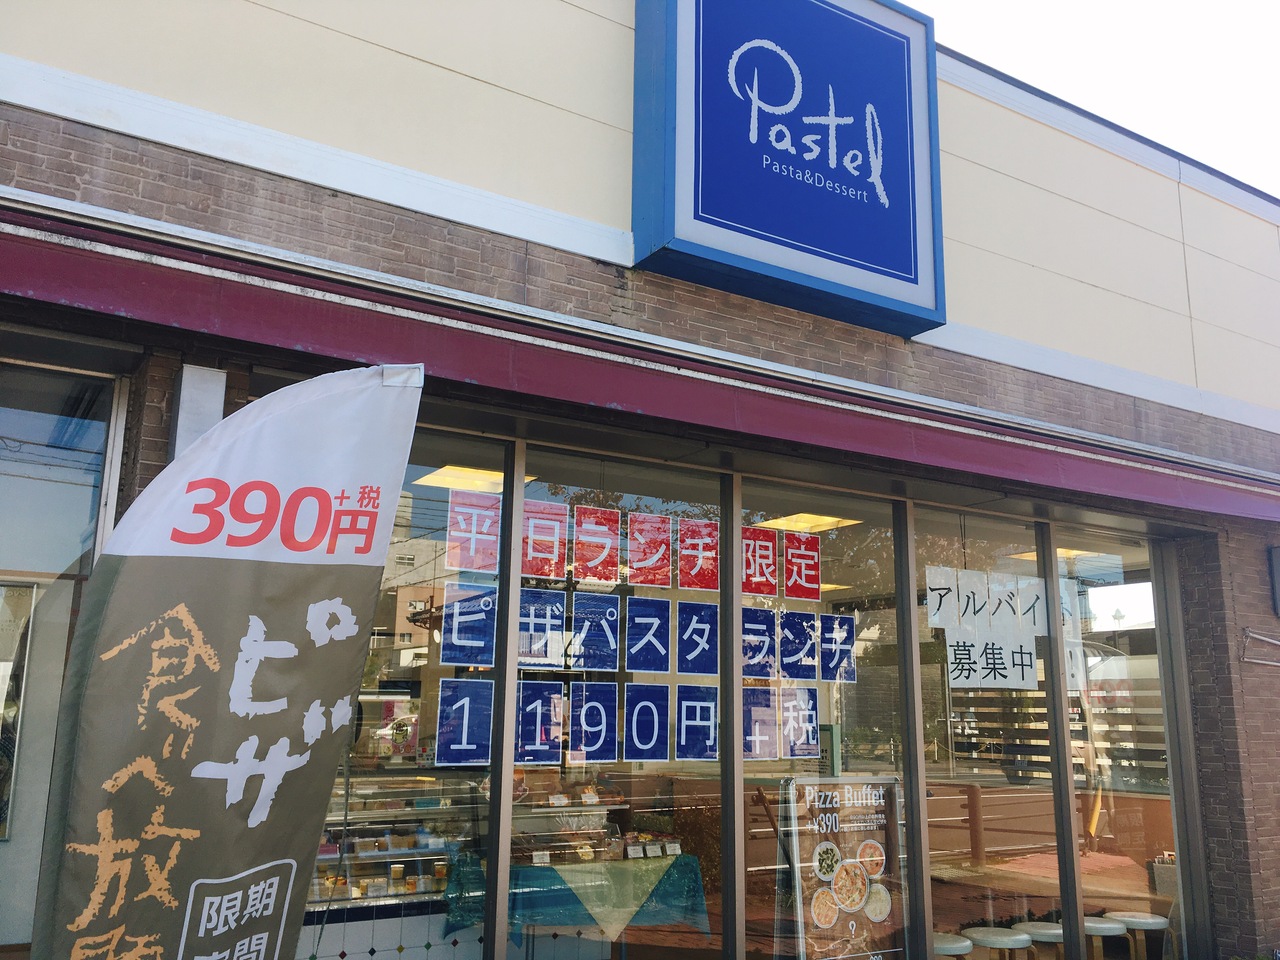 Pastel
Pasta&Dessert
390円+税
ピザ
食べ放題
期間
限
平日ランチ限定
ピザパスタランチ
1190円+税
アルバイト
募集中!
Pizza Buffet
+¥390